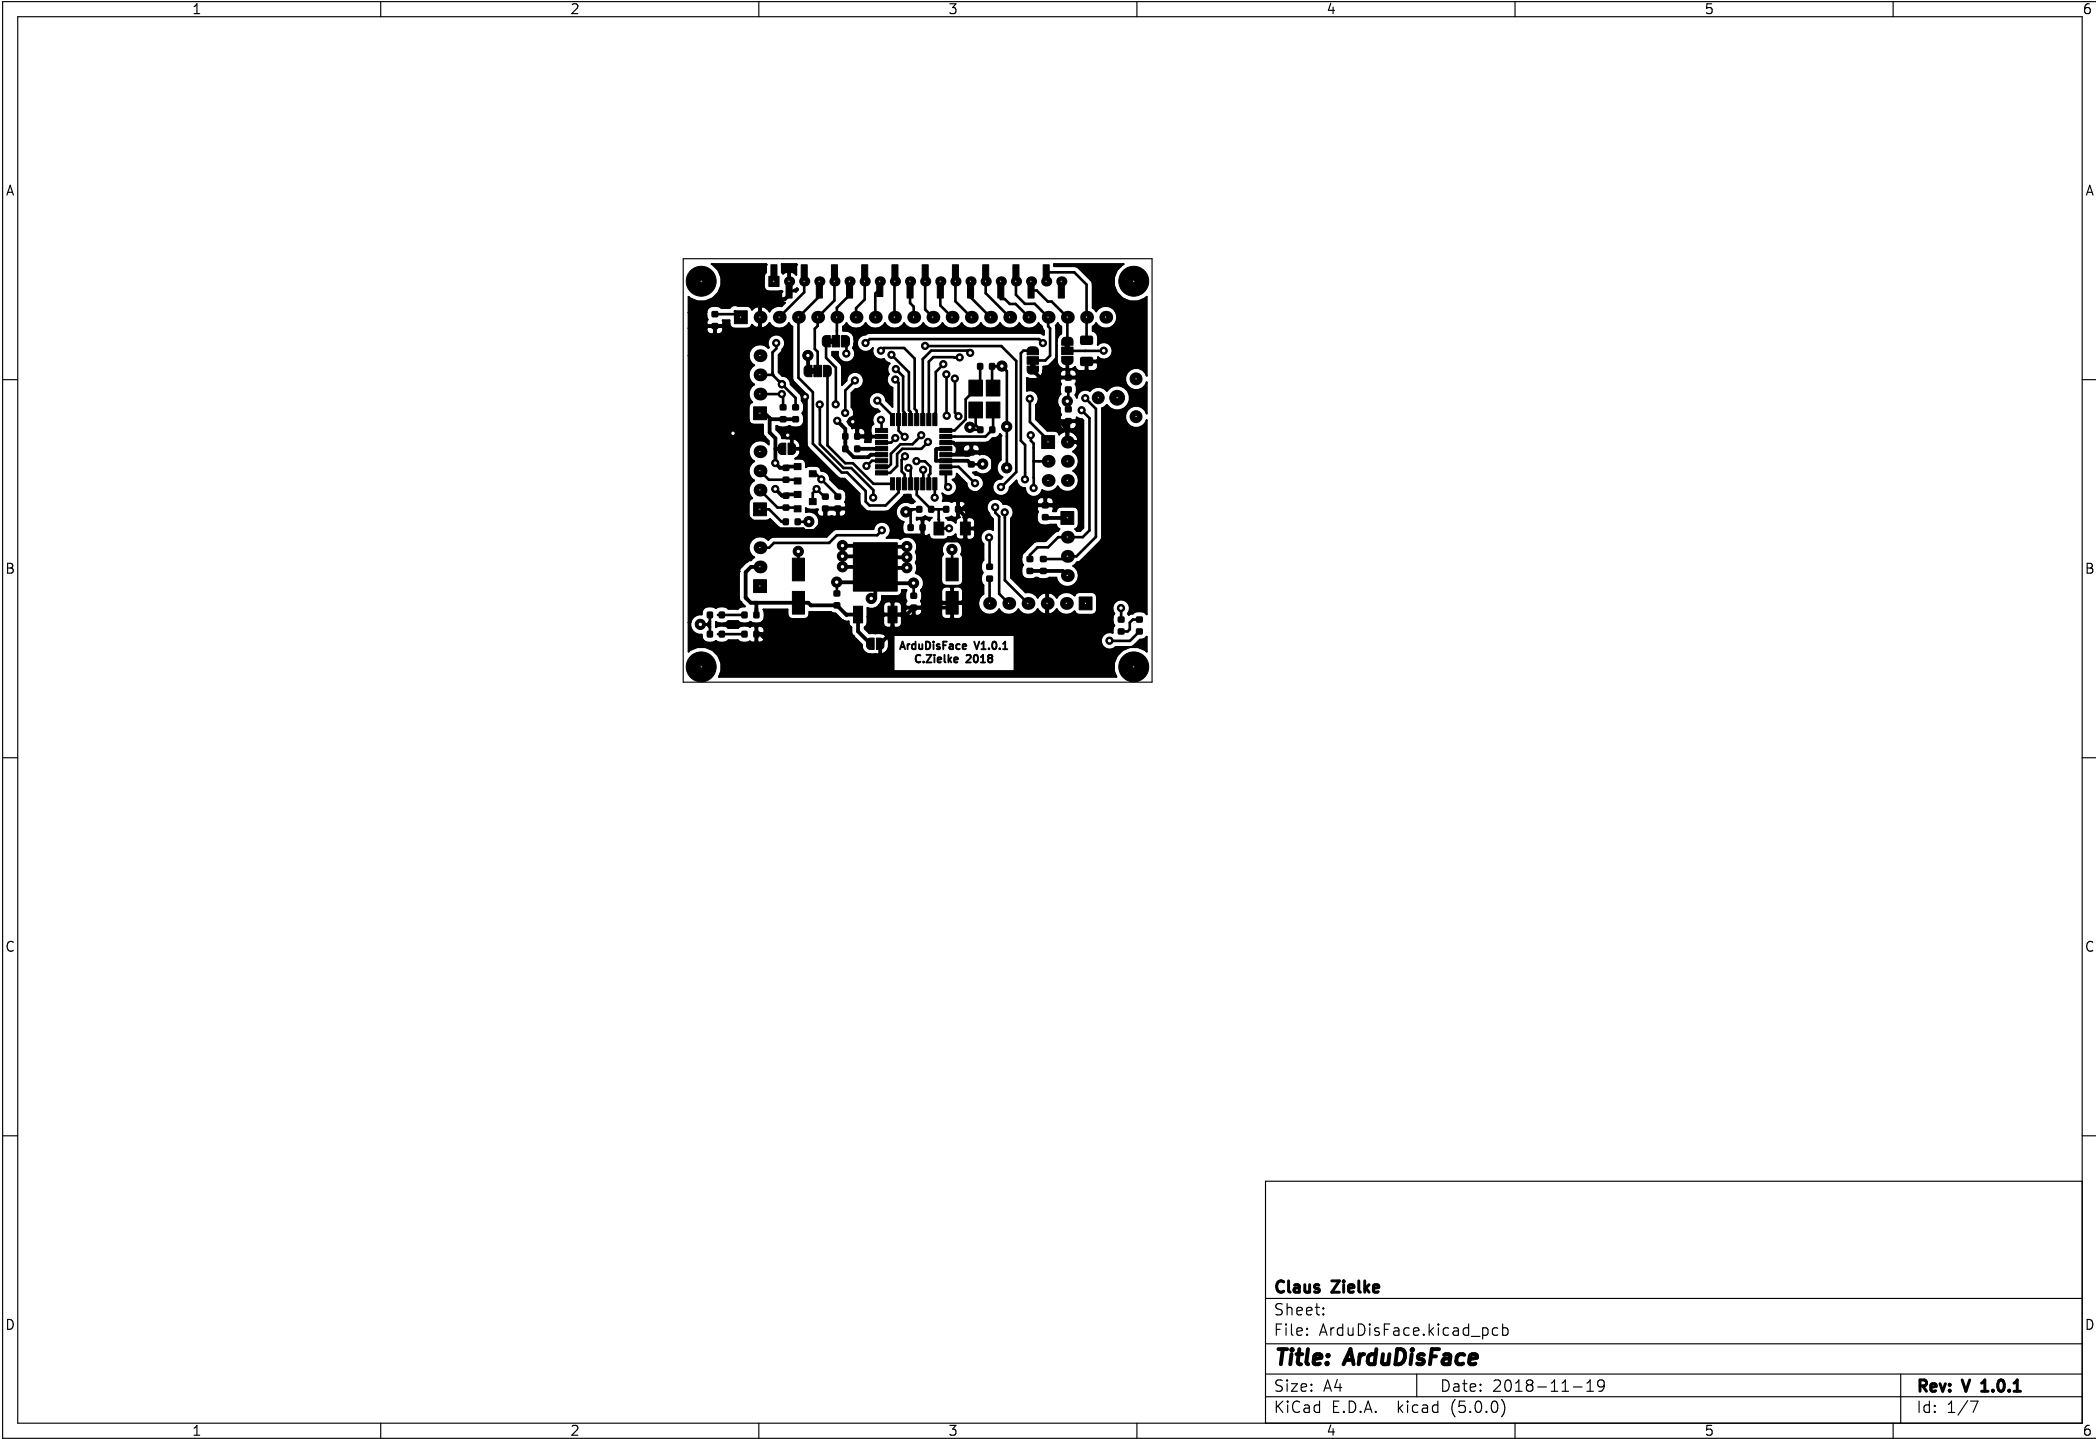 1 2 3 4 5 6
A A
ArduDisFace V1.0.1
C.Zielke 2018
B B
C C
Claus Zielke
Sheet:
File: ArduDisFace.kicad_pcb
D D
Title: ArduDisFace
Size: A4 Date: 2018-11-19 Rev: V 1.0.1
KiCad E.D.A. kicad (5.0.0) Id: 1/7
1 2 3 4 5 6